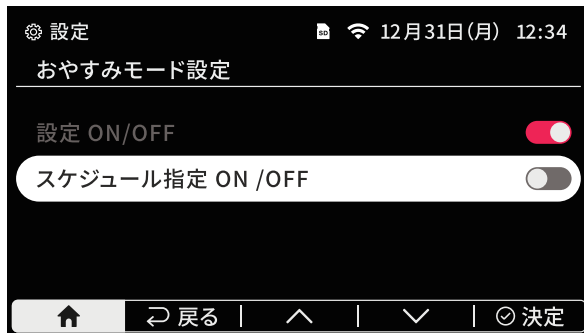 設定 SD 12月31日(月) 12:34
おやすみモード設定
設定 ON/OFF
スケジュール指定 ON /OFF
戻る 決定